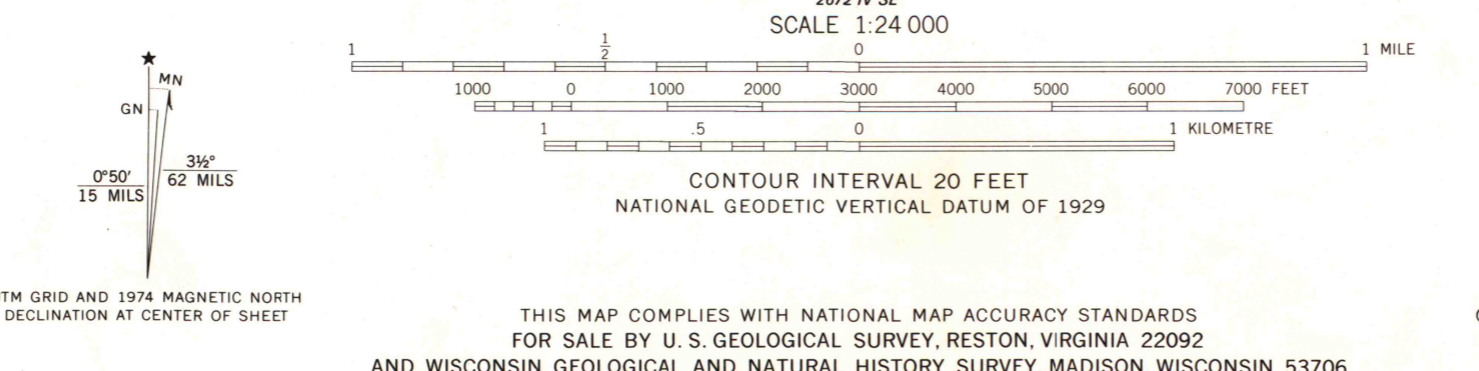 2672 IV SE
SCALE 1:24 000
1 1/2 0 1 MILE
1000 0 1000 2000 3000 4000 5000 6000 7000 FEET
1 .5 0 1 KILOMETRE
CONTOUR INTERVAL 20 FEET
NATIONAL GEODETIC VERTICAL DATUM OF 1929
★
MN
GN
0°50′
15 MILS
3½°
62 MILS
UTM GRID AND 1974 MAGNETIC NORTH
DECLINATION AT CENTER OF SHEET
THIS MAP COMPLIES WITH NATIONAL MAP ACCURACY STANDARDS
FOR SALE BY U. S. GEOLOGICAL SURVEY, RESTON, VIRGINIA 22092
AND WISCONSIN GEOLOGICAL AND NATURAL HISTORY SURVEY MADISON WISCONSIN 53706